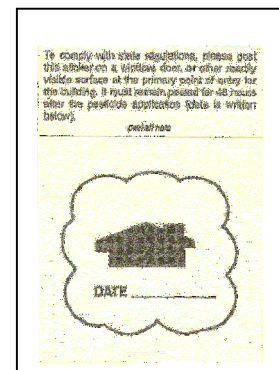 To comply with state regulations, please post
this sticker on a window, door, or other readily
visible surface at the primary point of entry for
the building. It must remain posted for 48 hours
after the pesticide application (date is written
below).
DATE